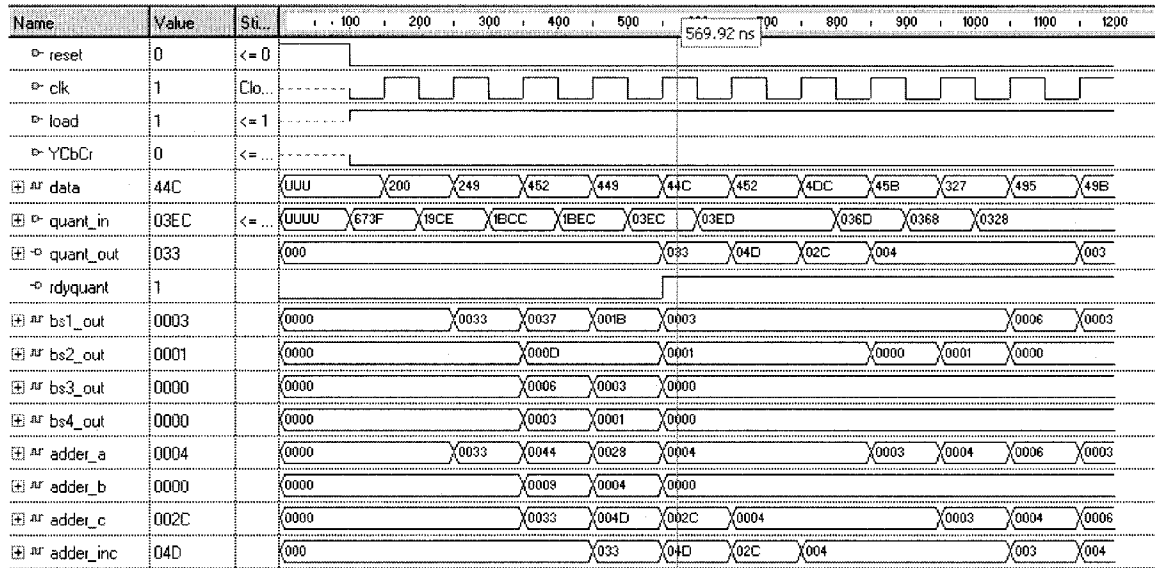 Name Value Sti... 100 200 300 400 500 700 800 900 1000 1100 1200
569.92 ns
reset 0 <= 0
clk 1 Clo...
load 1 <= 1
YCbCr 0 <= ...
data 44C UUU 200 249 452 449 44C 452 4DC 45B 327 495 49B
quant_in 03EC <= ... UUUU 673F 19CE 1BCC 1BEC 03EC 03ED 036D 0368 0328
quant_out 033 000 033 04D 02C 004 003
rdyquant 1
bs1_out 0003 0000 0033 0037 001B 0003 0006 0003
bs2_out 0001 0000 000D 0001 0000 0001 0000
bs3_out 0000 0000 0006 0003 0000
bs4_out 0000 0000 0003 0001 0000
adder_a 0004 0000 0033 0044 0028 0004 0003 0004 0006 0003
adder_b 0000 0000 0009 0004 0000
adder_c 002C 0000 0033 004D 002C 0004 0003 0004 0006
adder_inc 04D 000 033 04D 02C 004 003 004